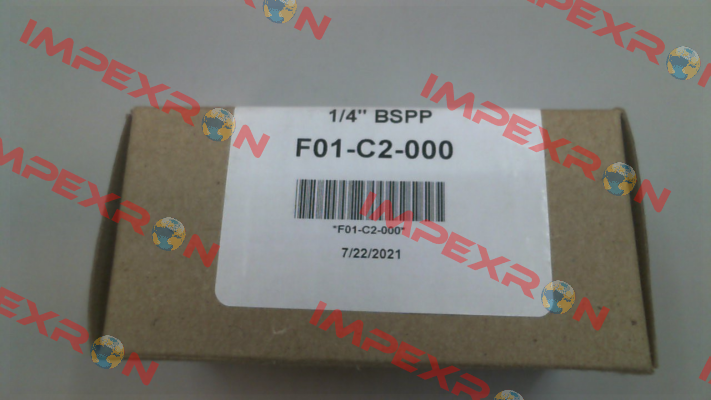 1/4" BSPP
F01-C2-000
*F01-C2-000*
7/22/2021
IMPEXRON
IMPEXRON
IMPEXRON
IMPEXRON
IMPEXRON
IMPEXRON
IMPEXRON